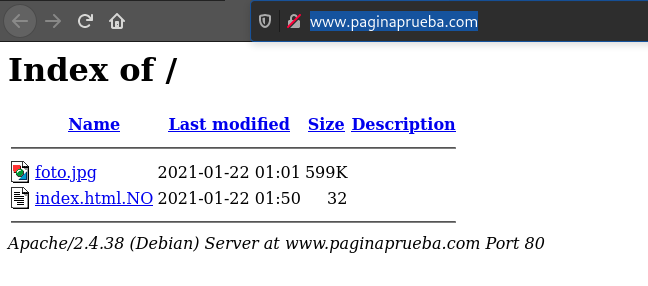 www.paginaprueba.com
Index of /
Name Last modified Size Description
foto.jpg 2021-01-22 01:01 599K
index.html.NO 2021-01-22 01:50 32
Apache/2.4.38 (Debian) Server at www.paginaprueba.com Port 80